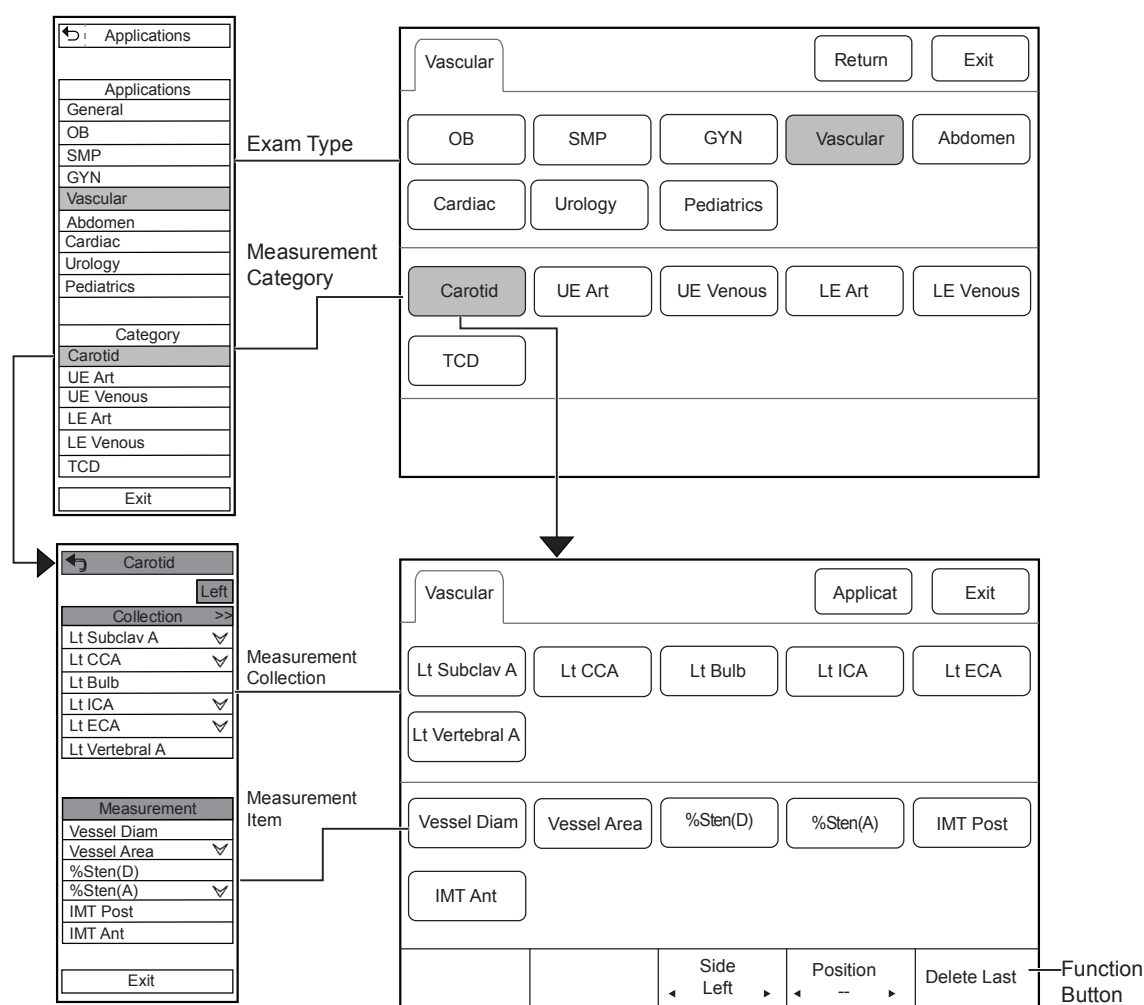 Applications
Applications
General
OB
SMP
GYN
Vascular
Abdomen
Cardiac
Urology
Pediatrics
Category
Carotid
UE Art
UE Venous
LE Art
LE Venous
TCD
Exit
Exam Type
Measurement
Category
Vascular
Return
Exit
OB
SMP
GYN
Vascular
Abdomen
Cardiac
Urology
Pediatrics
Carotid
UE Art
UE Venous
LE Art
LE Venous
TCD
Carotid
Left
Collection >>
Lt Subclav A
Lt CCA
Lt Bulb
Lt ICA
Lt ECA
Lt Vertebral A
Measurement
Vessel Diam
Vessel Area
%Sten(D)
%Sten(A)
IMT Post
IMT Ant
Exit
Measurement
Collection
Measurement
Item
Vascular
Applicat
Exit
Lt Subclav A
Lt CCA
Lt Bulb
Lt ICA
Lt ECA
Lt Vertebral A
Vessel Diam
Vessel Area
%Sten(D)
%Sten(A)
IMT Post
IMT Ant
Side
Left
Position
--
Delete Last
Function
Button